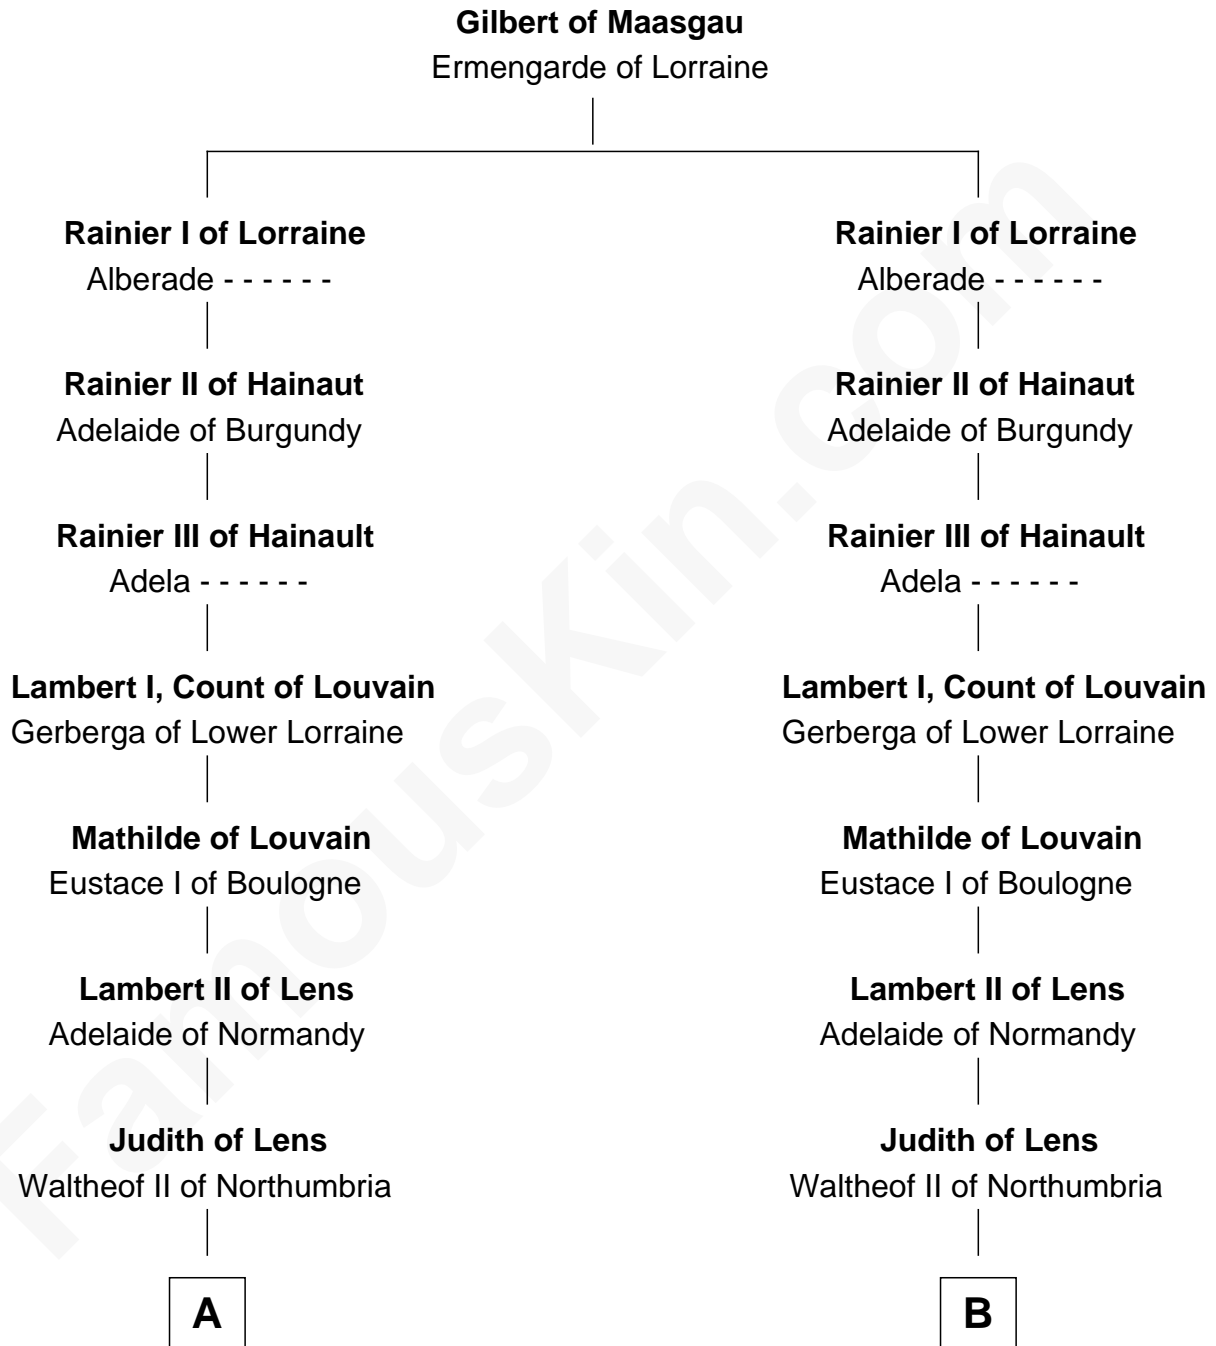 Gilbert of Maasgau
Ermengarde of Lorraine
Rainier I of Lorraine
Alberade - - - - - -
Rainier II of Hainaut
Adelaide of Burgundy
Rainier III of Hainault
Adela - - - - - -
Lambert I, Count of Louvain
Gerberga of Lower Lorraine
Mathilde of Louvain
Eustace I of Boulogne
Lambert II of Lens
Adelaide of Normandy
Judith of Lens
Waltheof II of Northumbria
A
Rainier I of Lorraine
Alberade - - - - - -
Rainier II of Hainaut
Adelaide of Burgundy
Rainier III of Hainault
Adela - - - - - -
Lambert I, Count of Louvain
Gerberga of Lower Lorraine
Mathilde of Louvain
Eustace I of Boulogne
Lambert II of Lens
Adelaide of Normandy
Judith of Lens
Waltheof II of Northumbria
B
FamousKin.com